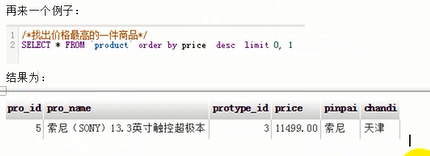 再来一个例子：
1 /*找出价格最高的一件商品*/
2 SELECT * FROM product order by price desc limit 0, 1
结果为：
pro_id pro_name protype_id price pinpai chandi
5 索尼（SONY）13.3英寸触控超极本 3 11499.00 索尼 天津